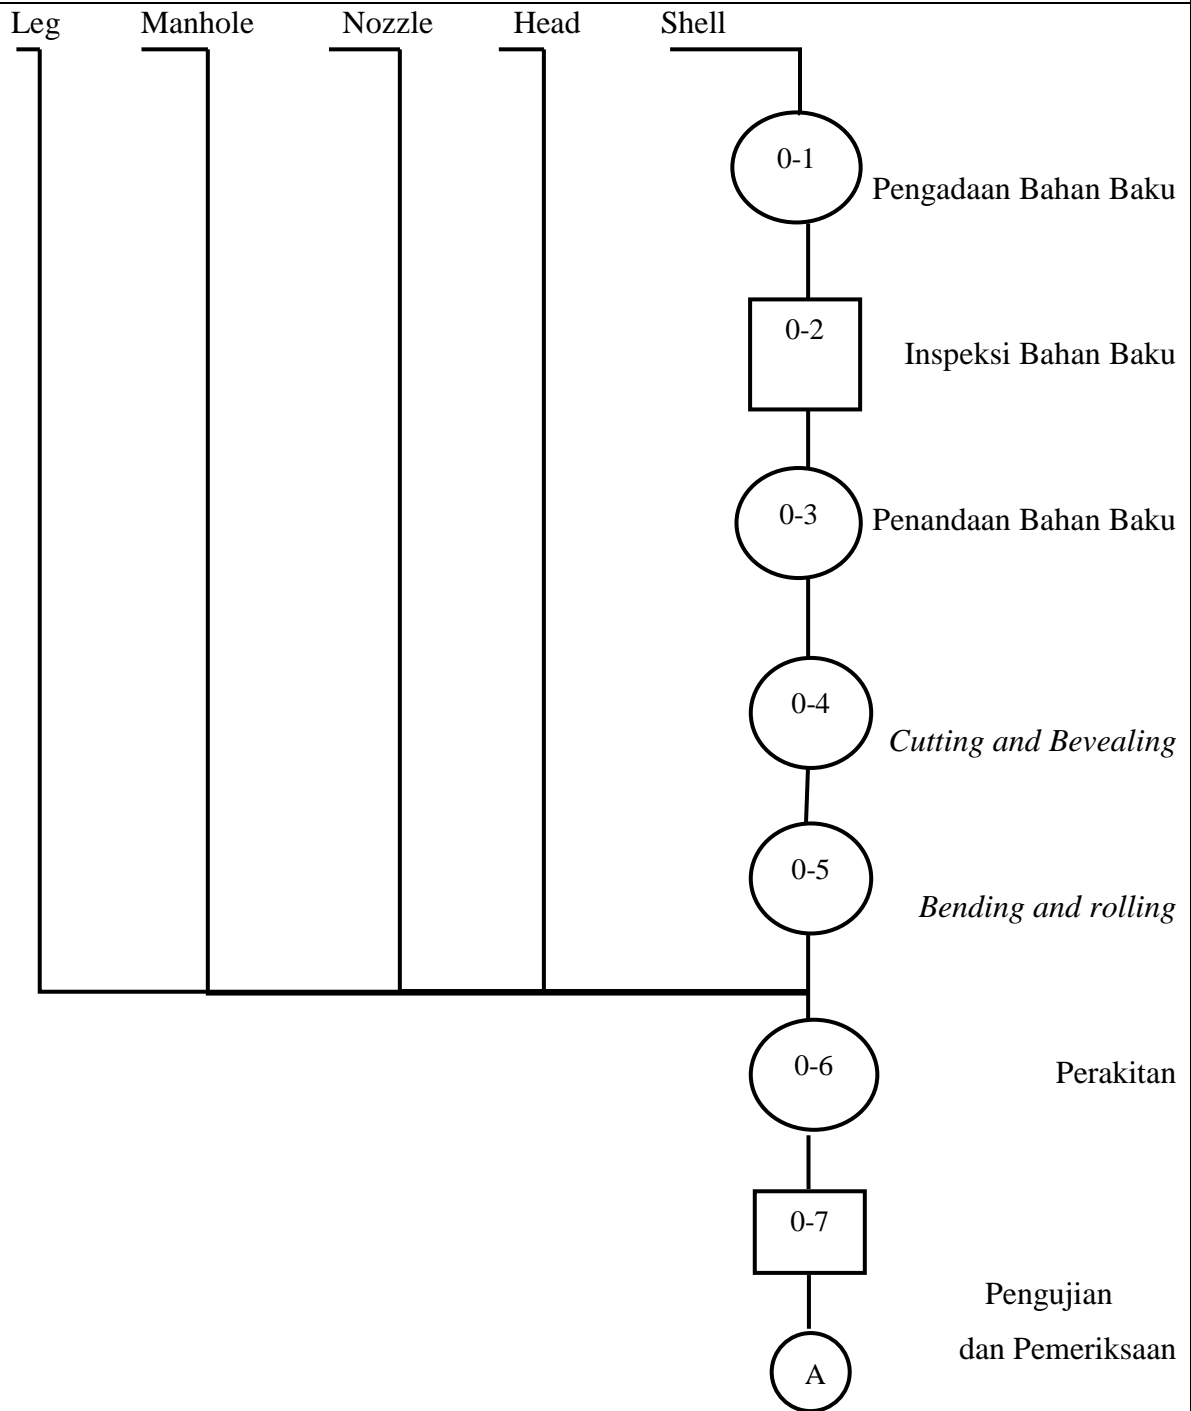 Leg Manhole Nozzle Head Shell
0-1
Pengadaan Bahan Baku
0-2
Inspeksi Bahan Baku
0-3
Penandaan Bahan Baku
0-4
Cutting and Bevealing
0-5
Bending and rolling
0-6
Perakitan
0-7
Pengujian
dan Pemeriksaan
A